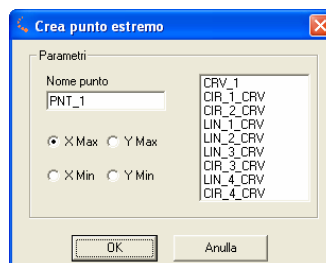 Crea punto estremo
Parametri
Nome punto
PNT_1
X Max
Y Max
X Min
Y Min
CRV_1
CIR_1_CRV
CIR_2_CRV
LIN_1_CRV
LIN_2_CRV
LIN_3_CRV
CIR_3_CRV
LIN_4_CRV
CIR_4_CRV
OK
Annulla